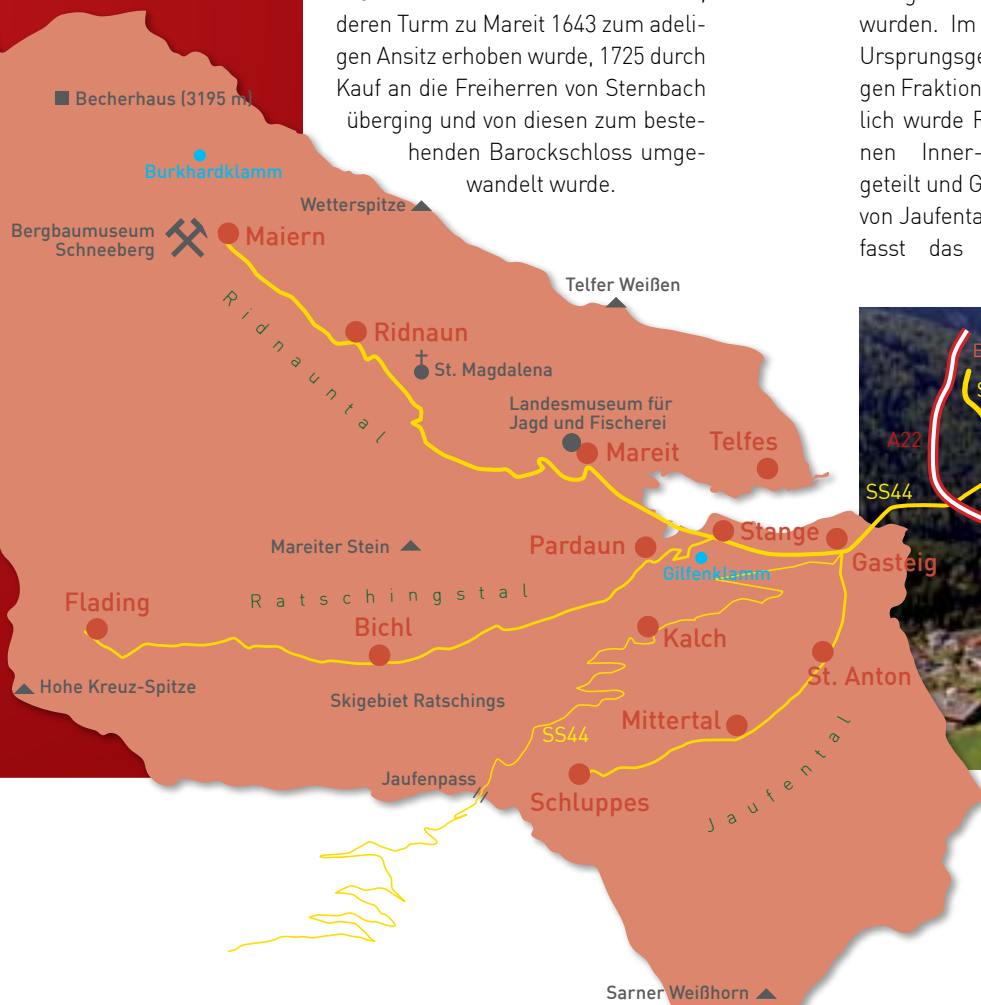 deren Turm zu Mareit 1643 zum adeli-
gen Ansitz erhoben wurde, 1725 durch
Kauf an die Freiherren von Sternbach
überging und von diesen zum beste-
henden Barockschloss umge-
wandelt wurde.
wurden. Im
gen Fraktion
lich wurde
nen Inner-
geteilt und G
von Jaufenta
fasst das
Becherhaus (3195 m)
Burkhardklamm
Wetterspitze
Bergbaumuseum
Schneeberg
Maiern
Telfer Weißen
Ridnauntal
Ridnaun
St. Magdalena
Landesmuseum für
Jagd und Fischerei
Mareit
Telfes
A22
SS44
Stange
Pardaun
Mareiter Stein
Gasteig
Gilfenklamm
Ratschingstal
Flading
Bichl
Kalch
St. Anton
Hohe Kreuz-Spitze
Skigebiet Ratschings
Mittertal
SS44
Jaufental
Jaufenpass
Schluppes
Sarner Weißhorn